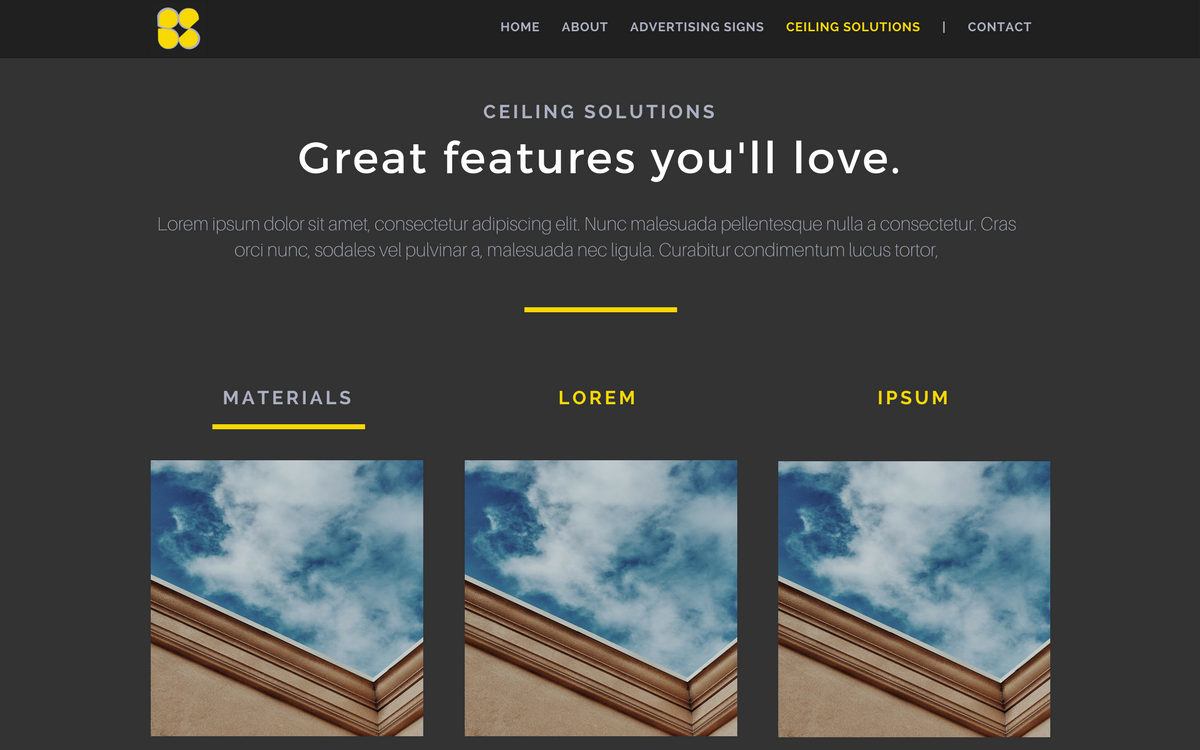 HOME ABOUT ADVERTISING SIGNS CEILING SOLUTIONS | CONTACT
CEILING SOLUTIONS
Great features you'll love.
Lorem ipsum dolor sit amet, consectetur adipiscing elit. Nunc malesuada pellentesque nulla a consectetur. Cras
orci nunc, sodales vel pulvinar a, malesuada nec ligula. Curabitur condimentum lucus tortor,
MATERIALS LOREM IPSUM